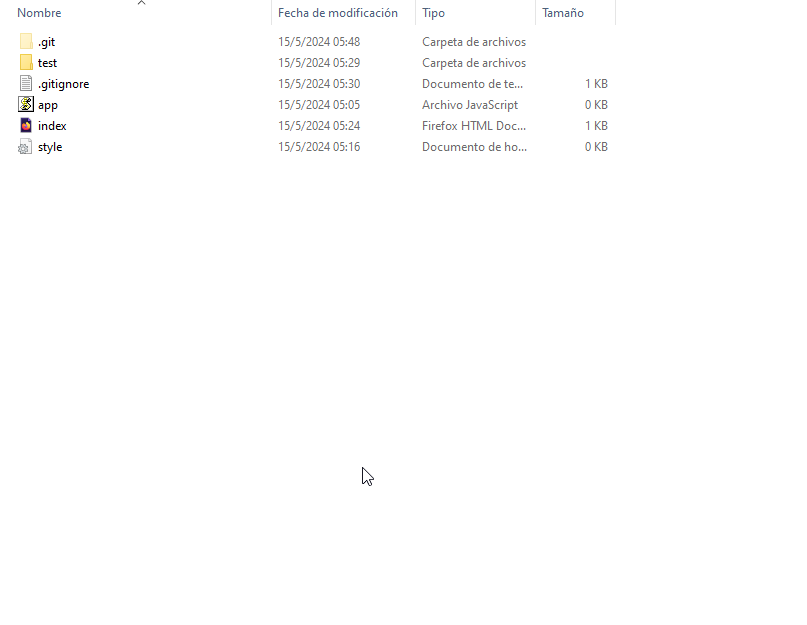 Nombre Fecha de modificación Tipo Tamaño
.git 15/5/2024 05:48 Carpeta de archivos
test 15/5/2024 05:29 Carpeta de archivos
.gitignore 15/5/2024 05:30 Documento de te... 1 KB
app 15/5/2024 05:05 Archivo JavaScript 0 KB
index 15/5/2024 05:24 Firefox HTML Doc... 1 KB
style 15/5/2024 05:16 Documento de ho... 0 KB